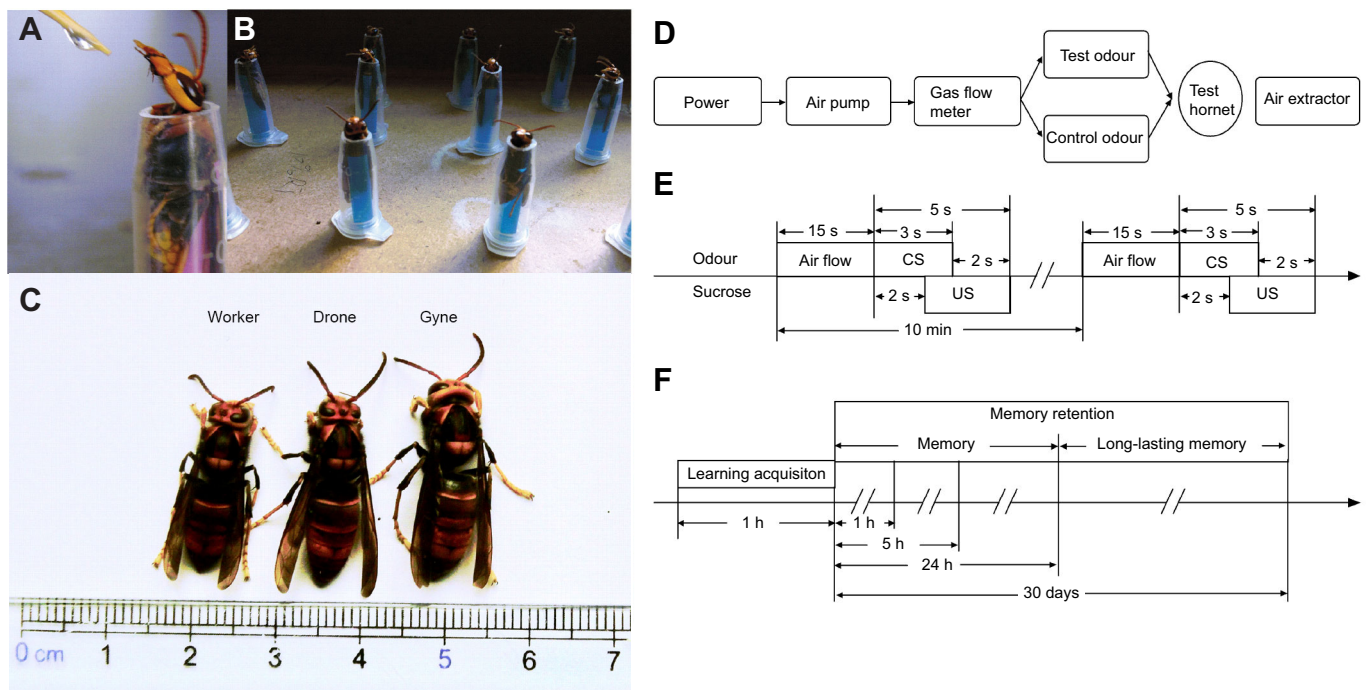 A
B
C
Worker
Drone
Gyne
0 cm
1
2
3
4
5
6
7
D
Power
Air pump
Gas flow
meter
Test odour
Control odour
Test
hornet
Air extractor
E
5 s
5 s
15 s
3 s
15 s
3 s
Odour
Air flow
CS
2 s
Air flow
CS
2 s
Sucrose
2 s
US
2 s
US
10 min
F
Memory retention
Memory
Long-lasting memory
Learning acquisiton
1 h
1 h
5 h
24 h
30 days